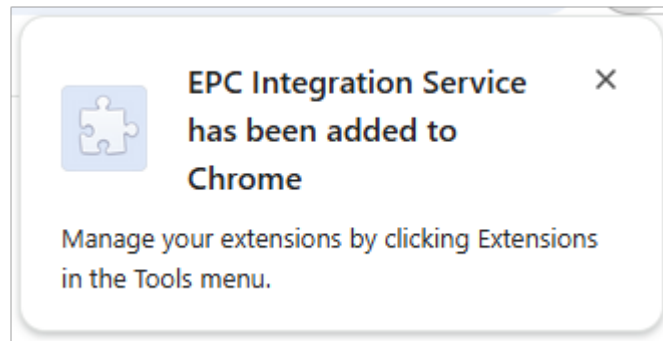 EPC Integration Service
has been added to
Chrome
Manage your extensions by clicking Extensions
in the Tools menu.